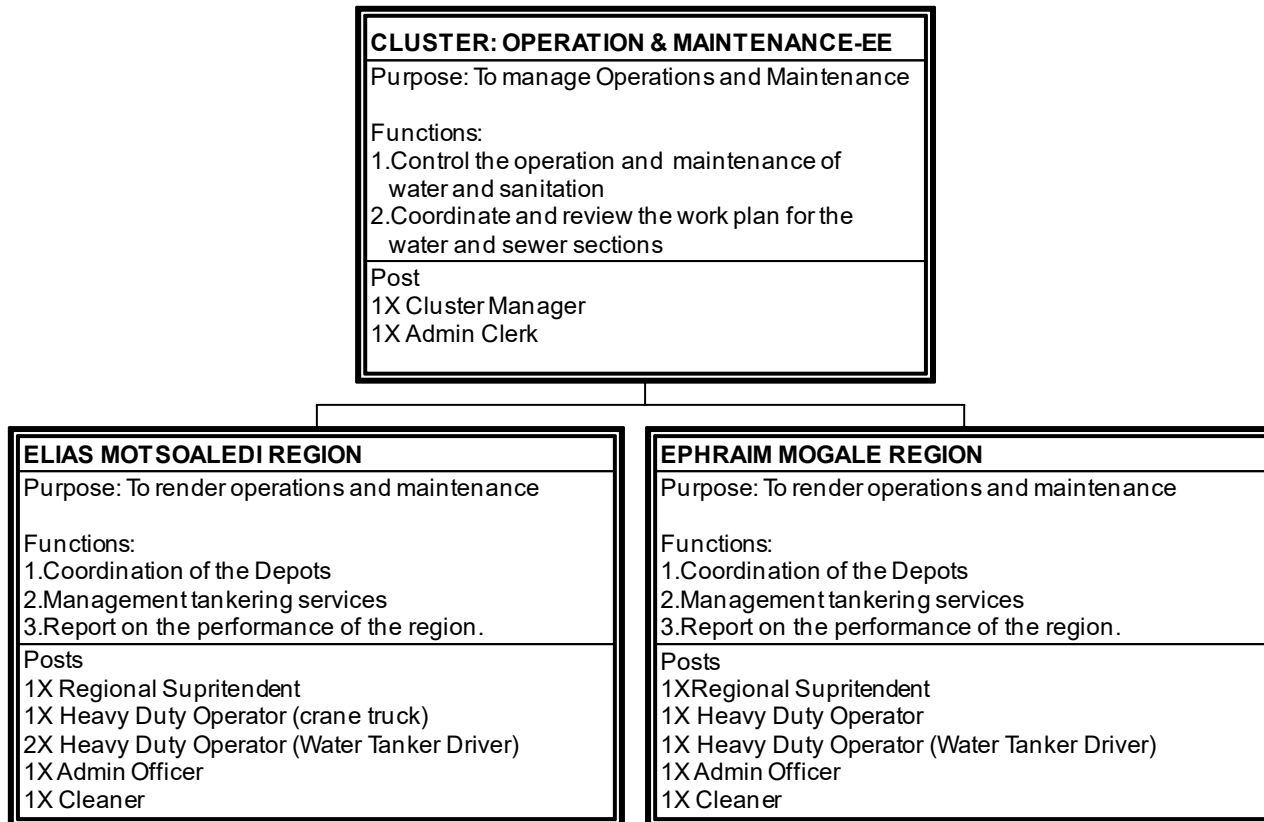 CLUSTER: OPERATION & MAINTENANCE-EE
Purpose: To manage Operations and Maintenance
Functions:
1.Control the operation and maintenance of
water and sanitation
2.Coordinate and review the work plan for the
water and sewer sections
Post
1X Cluster Manager
1X Admin Clerk
ELIAS MOTSOALEDI REGION
Purpose: To render operations and maintenance
Functions:
1.Coordination of the Depots
2.Management tankering services
3.Report on the performance of the region.
Posts
1X Regional Supritendent
1X Heavy Duty Operator (crane truck)
2X Heavy Duty Operator (Water Tanker Driver)
1X Admin Officer
1X Cleaner
EPHRAIM MOGALE REGION
Purpose: To render operations and maintenance
Functions:
1.Coordination of the Depots
2.Management tankering services
3.Report on the performance of the region.
Posts
1XRegional Supritendent
1X Heavy Duty Operator
1X Heavy Duty Operator (Water Tanker Driver)
1X Admin Officer
1X Cleaner